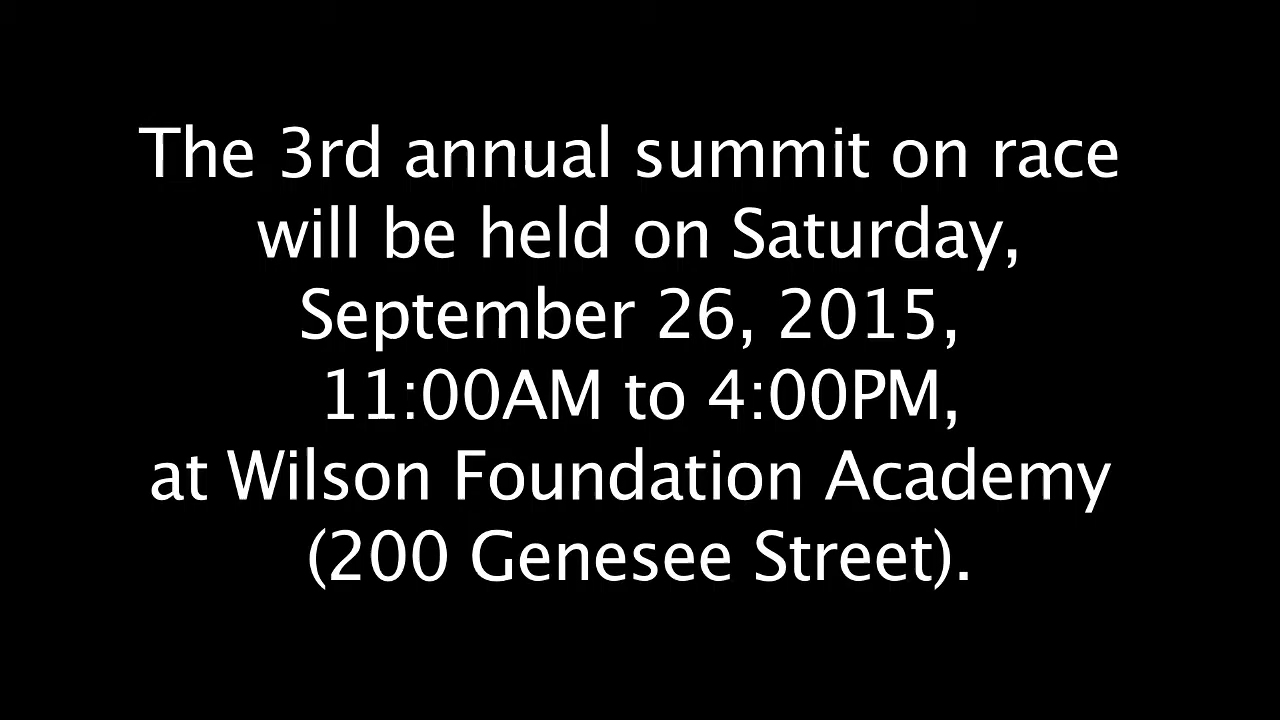 The 3rd annual summit on race
will be held on Saturday,
September 26, 2015,
11:00AM to 4:00PM,
at Wilson Foundation Academy
(200 Genesee Street).